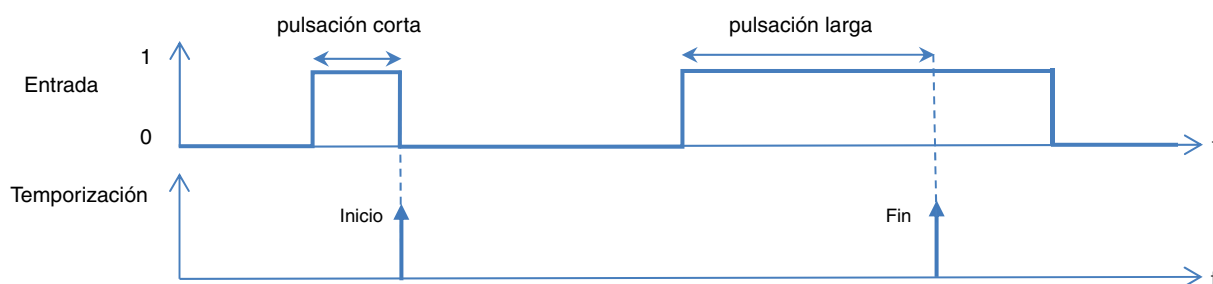 pulsación corta
pulsación larga
1
Entrada
0
Temporización
Inicio
Fin